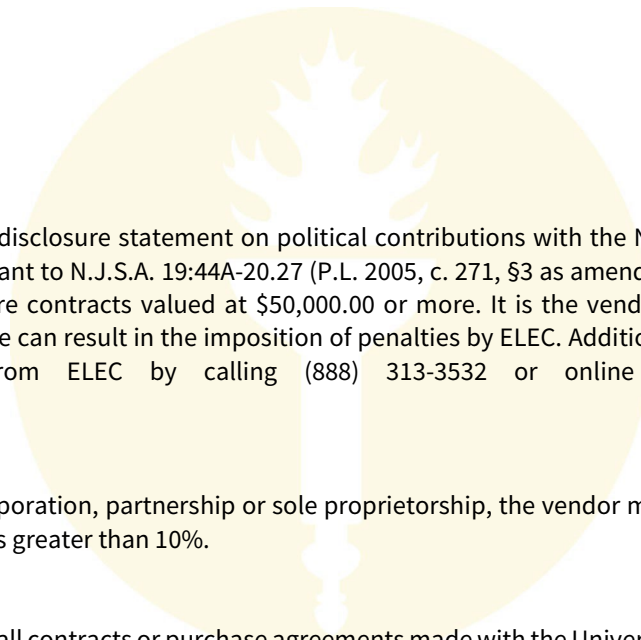 disclosure statement on political contributions with the N
ant to N.J.S.A. 19:44A-20.27 (P.L. 2005, c. 271, §3 as amend
re contracts valued at $50,000.00 or more. It is the vend
e can result in the imposition of penalties by ELEC. Additio
rom ELEC by calling (888) 313-3532 or online
poration, partnership or sole proprietorship, the vendor m
s greater than 10%.
all contracts or purchase agreements made with the Univer